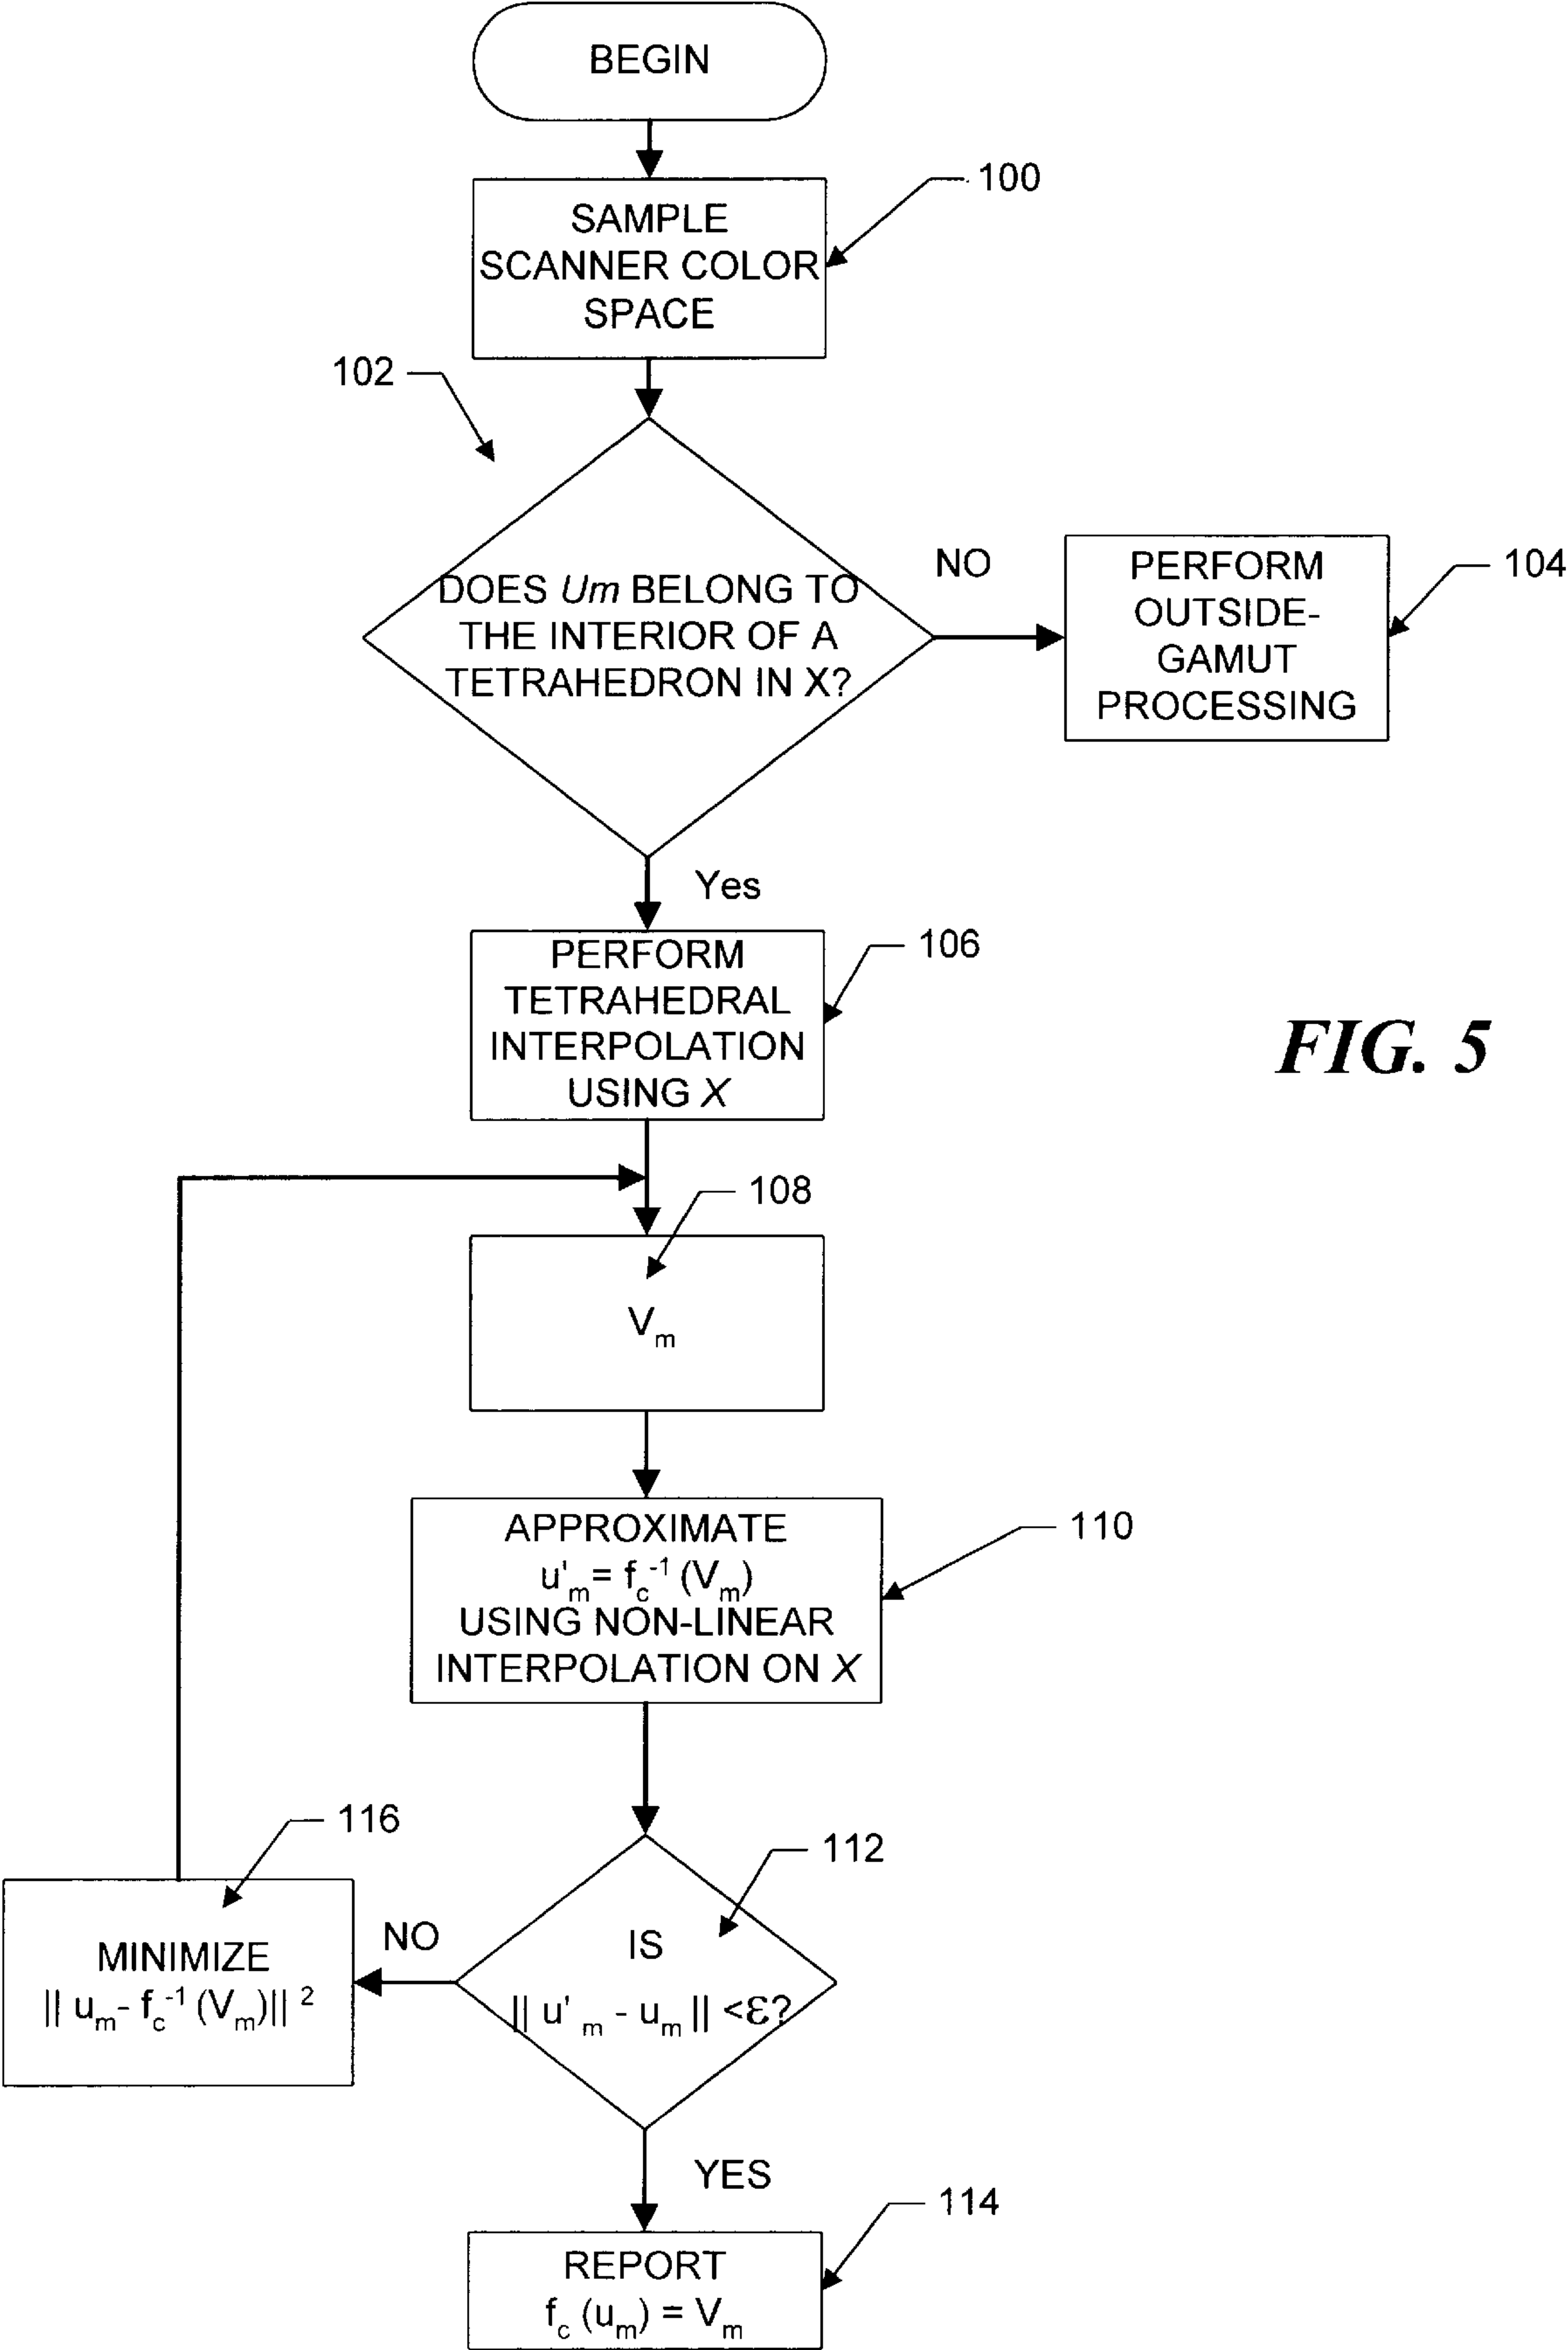 BEGIN
100
SAMPLE
SCANNER COLOR
SPACE
102
DOES Um BELONG TO
THE INTERIOR OF A
TETRAHEDRON IN X?
NO
PERFORM
OUTSIDE-
GAMUT
PROCESSING
104
Yes
PERFORM
TETRAHEDRAL
INTERPOLATION
USING X
106
FIG. 5
108
Vm
APPROXIMATE
u'm = fc-1 (Vm)
USING NON-LINEAR
INTERPOLATION ON X
110
116
112
MINIMIZE
|| um - fc-1 (Vm)|| 2
NO
IS
|| u'm - um || <ε?
YES
114
REPORT
fc (um) = Vm